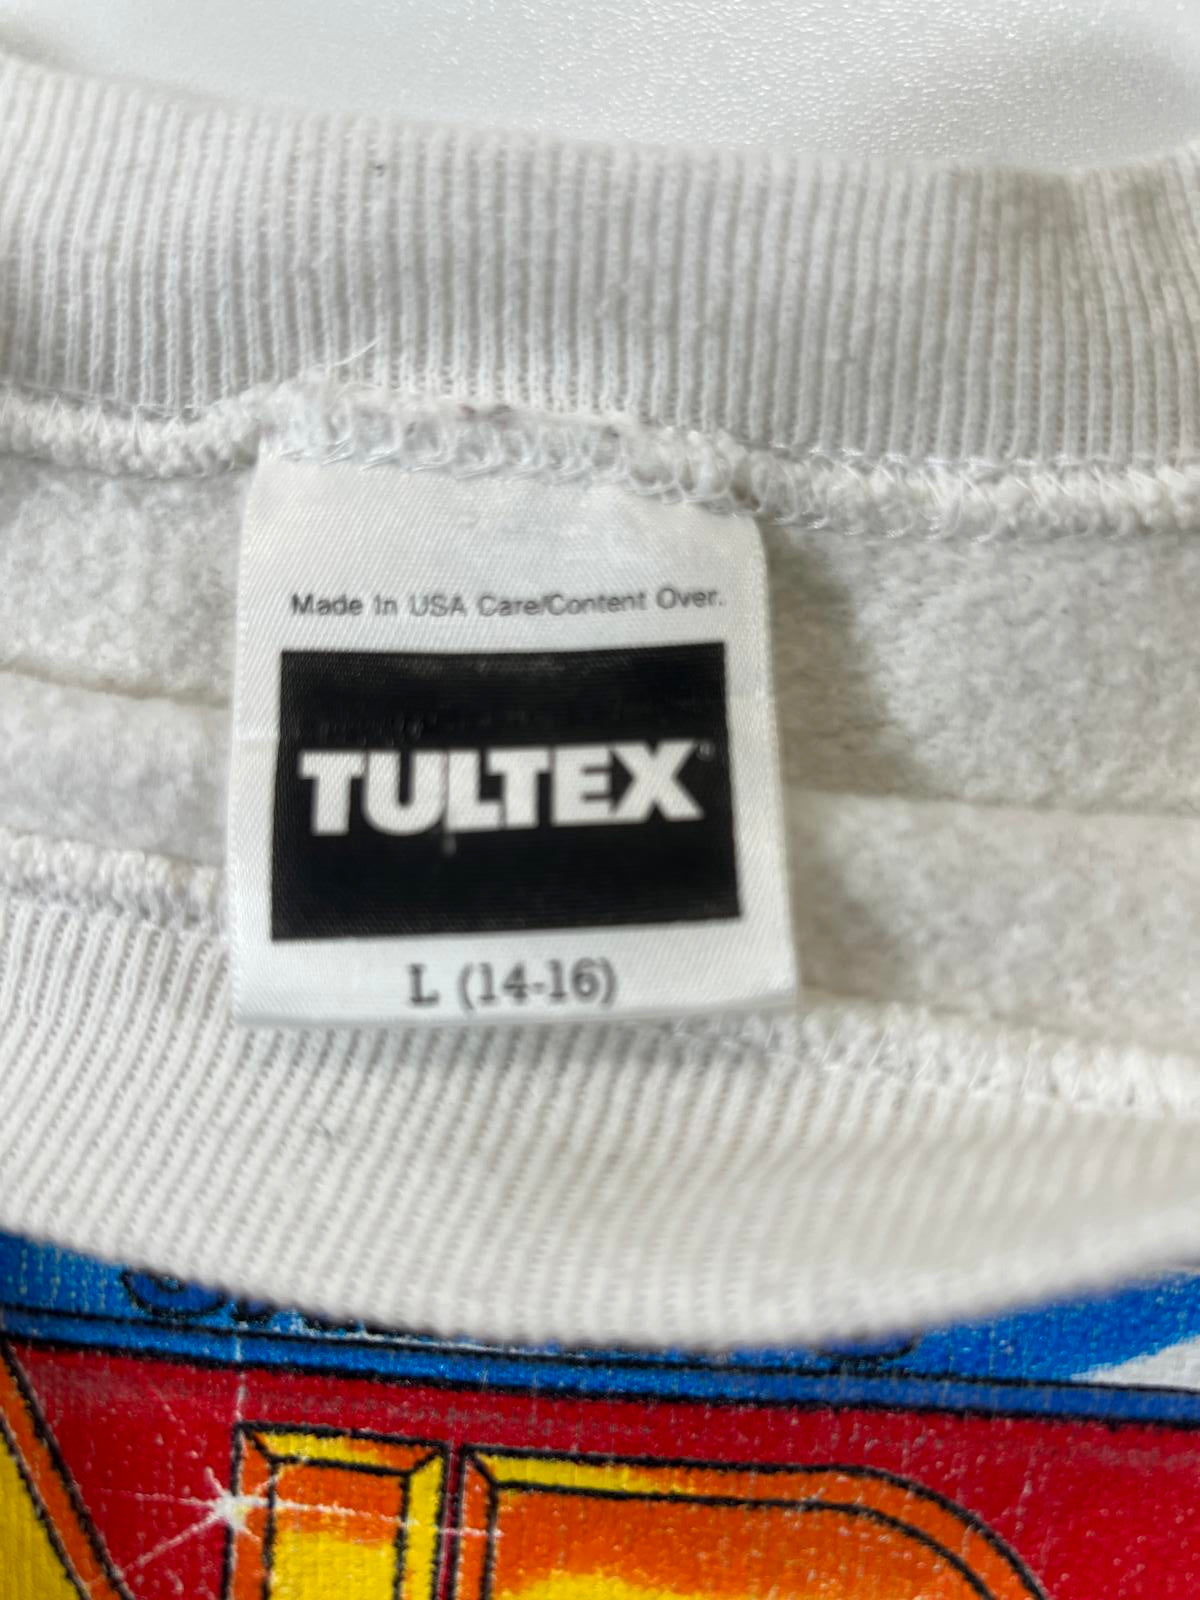 Made In USA Care/Content Over.
TULTEX®
L (14-16)